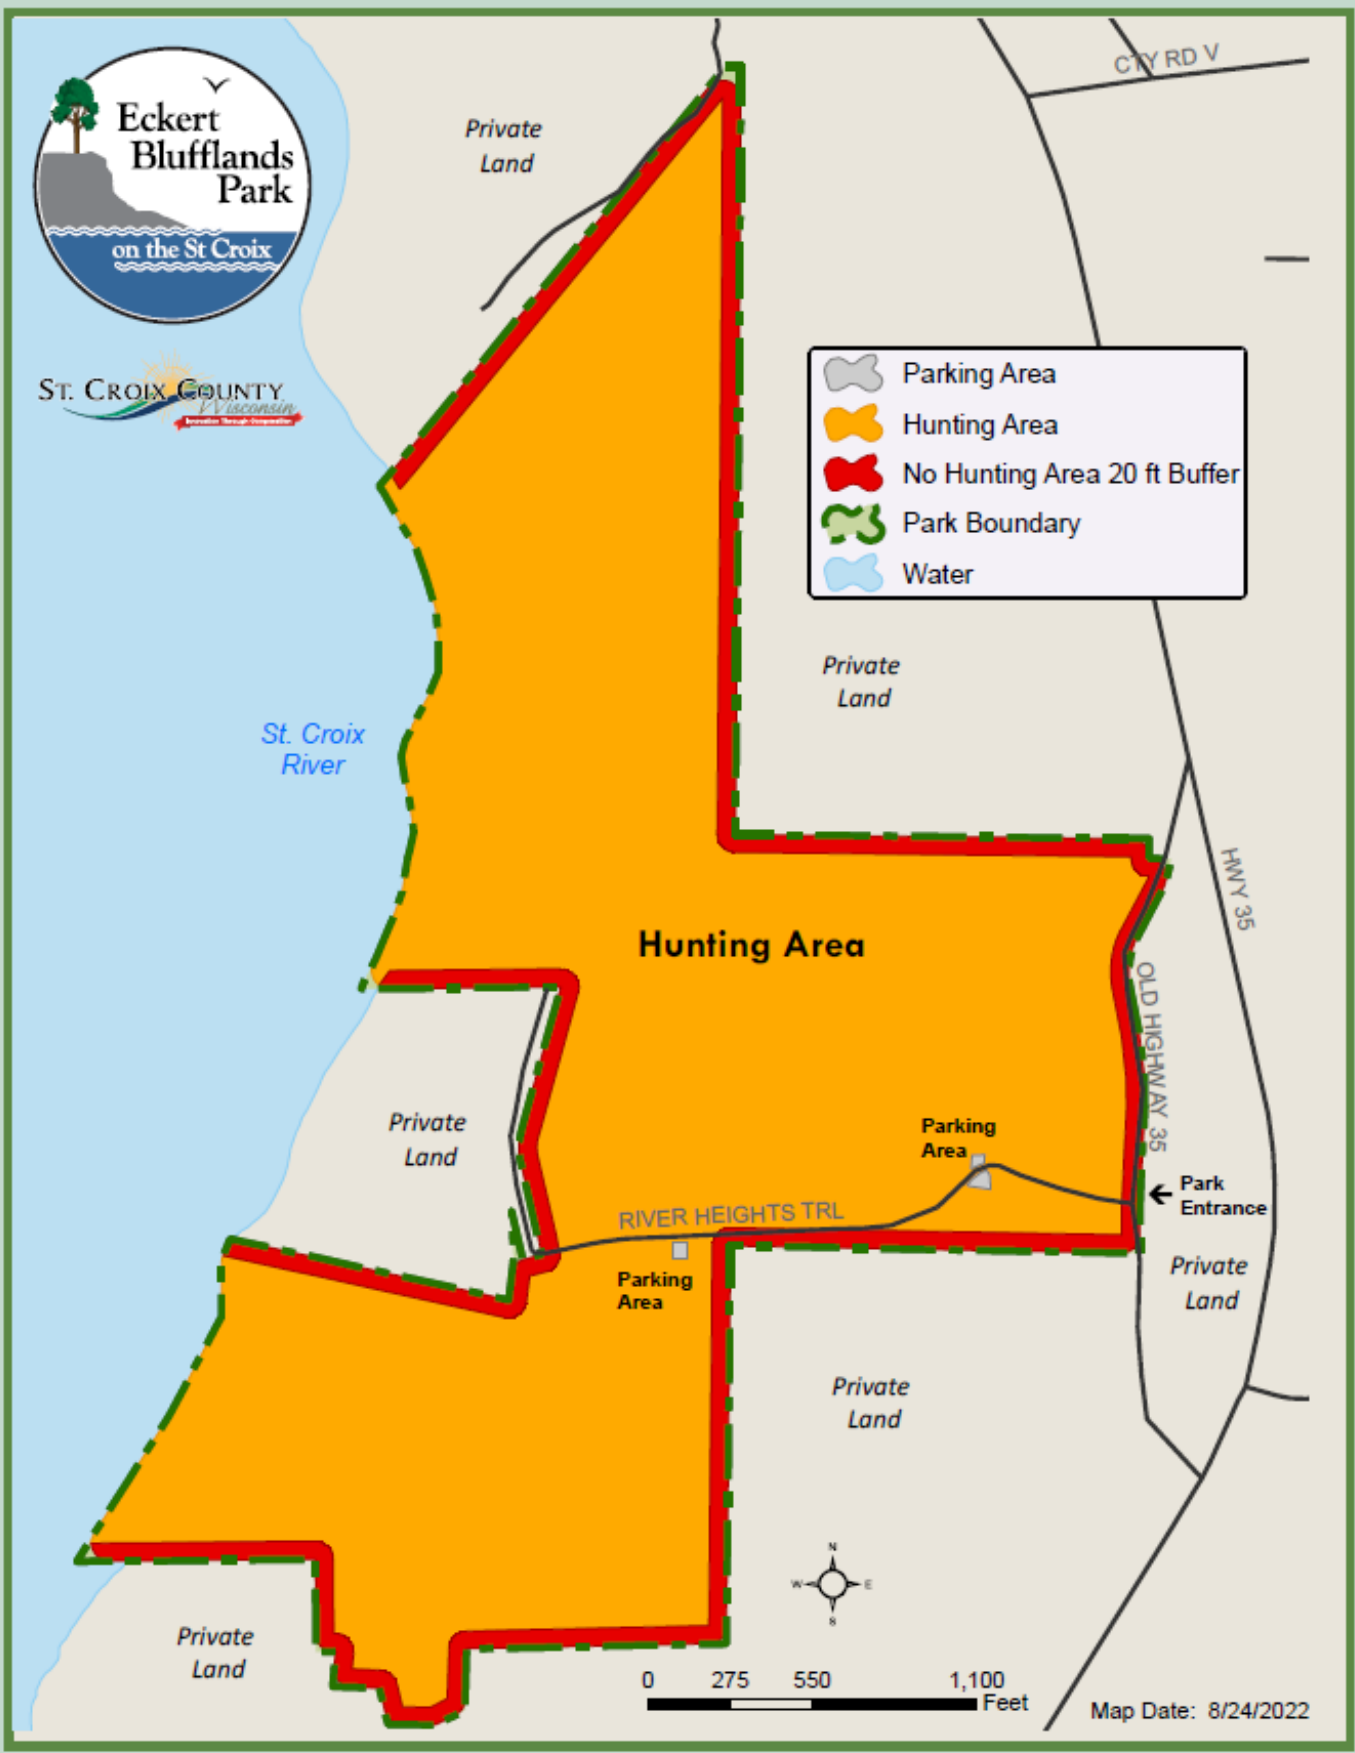 CTY RD V
Eckert
Blufflands
Park
on the St Croix
Private
Land
ST. CROIX COUNTY
Wisconsin
Innovation Through Cooperation
Parking Area
Hunting Area
No Hunting Area 20 ft Buffer
Park Boundary
Water
Private
Land
St. Croix
River
HWY 35
Hunting Area
OLD HIGHWAY 35
Private
Land
Parking
Area
Park
Entrance
RIVER HEIGHTS TRL
Parking
Area
Private
Land
Private
Land
N
W E
S
Private
Land
0 275 550 1,100
Feet
Map Date: 8/24/2022